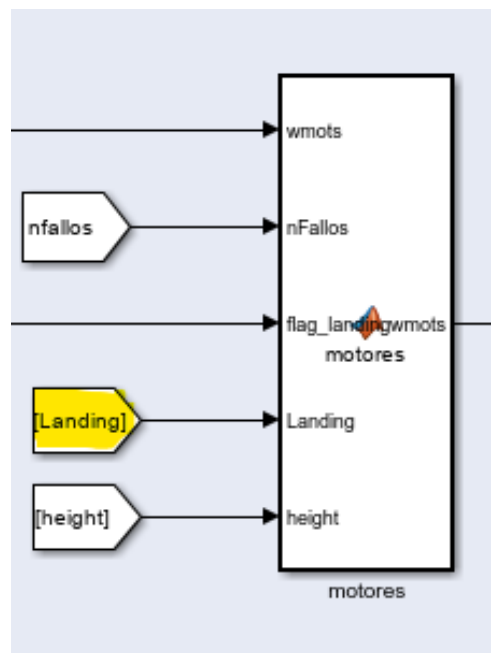 wmots
nfallos
nFallos
flag_landing
wmots
motores
[Landing]
Landing
[height]
height
motores